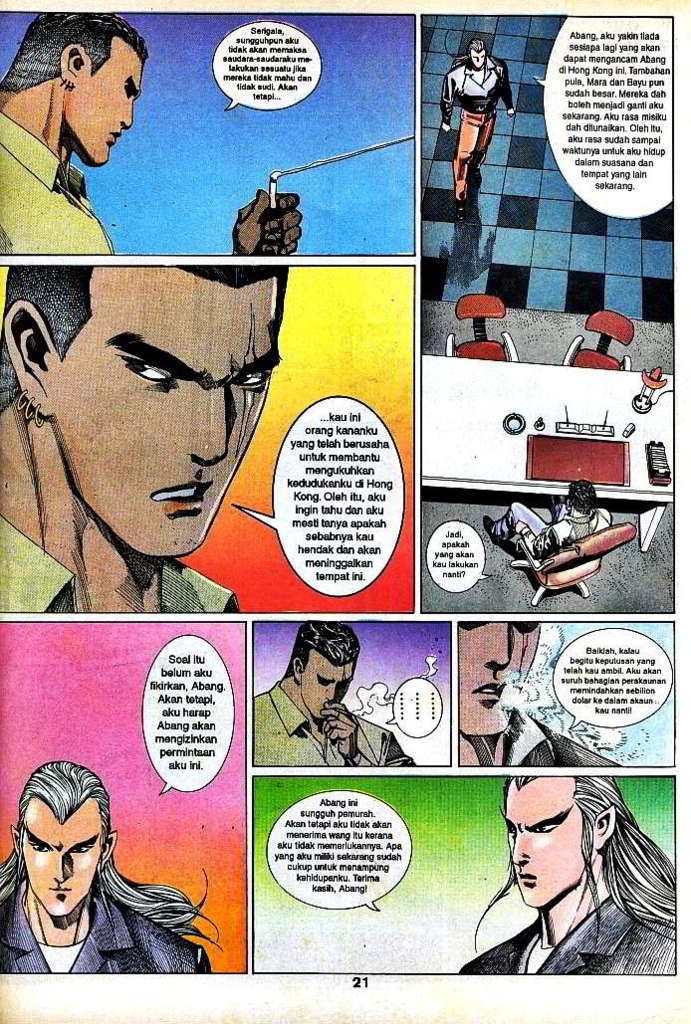 Serigala,
sungguhpun aku
tidak akan memaksa
saudara-saudaraku me-
lakukan sesuatu jika
mereka tidak mahu dan
tidak sudi. Akan
tetapi...
...kau ini
orang kananku
yang telah berusaha
untuk membantu
mengukuhkan
kedudukanku di Hong
Kong. Oleh itu, aku
ingin tahu dan aku
mesti tanya apakah
sebabnya kau
hendak dan akan
meninggalkan
tempat ini.
Abang, aku yakin tiada
sesiapa lagi yang akan
dapat mengancam Abang
di Hong Kong ini. Tambahan
pula, Mara dan Bayu pun
sudah besar. Mereka dah
boleh menjadi ganti aku
sekarang. Aku rasa misiku
dah ditunaikan. Oleh itu,
aku rasa sudah sampai
waktunya untuk aku hidup
dalam suasana dan
tempat yang lain
sekarang.
Jadi,
apakah
yang akan
kau lakukan
nanti?
Soal itu
belum aku
fikirkan, Abang.
Akan tetapi,
aku harap
Abang akan
mengizinkan
permintaan
aku ini.
Baiklah, kalau
begitu keputusan yang
telah kau ambil. Aku akan
suruh bahagian perakaunan
memindahkan sebilion
dolar ke dalam akaun
kau nanti!
Abang ini
sungguh pemurah.
Akan tetapi aku tidak akan
menerima wang itu kerana
aku tidak memerlukannya. Apa
yang aku miliki sekarang sudah
cukup untuk menampung
kehidupanku. Terima
kasih, Abang!
21